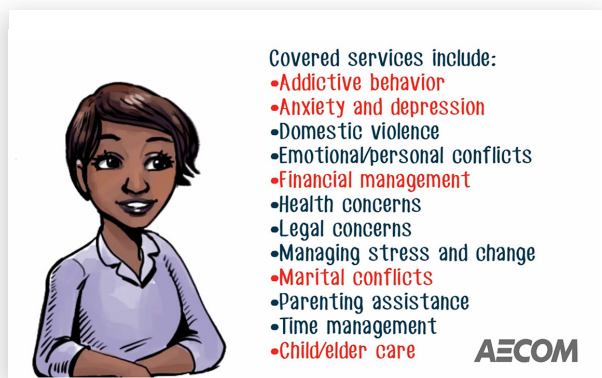 Covered services include:
•Addictive behavior
•Anxiety and depression
•Domestic violence
•Emotional/personal conflicts
•Financial management
•Health concerns
•Legal concerns
•Managing stress and change
•Marital conflicts
•Parenting assistance
•Time management
•Child/elder care
AECOM